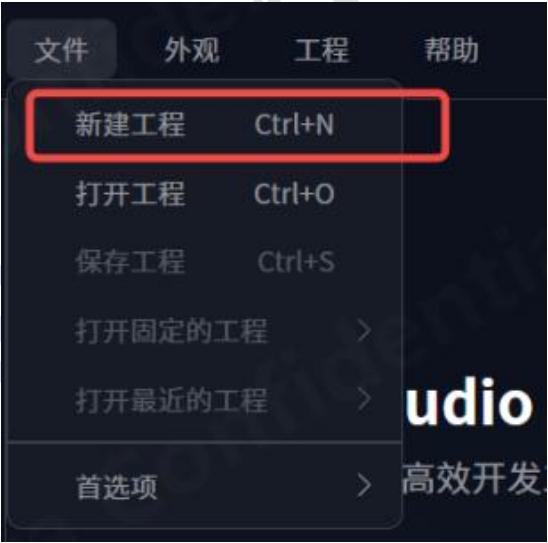 文件 外观 工程 帮助
新建工程 Ctrl+N
打开工程 Ctrl+O
保存工程 Ctrl+S
打开固定的工程 >
打开最近的工程 >
udio
首选项 >
高效开发
Confidential